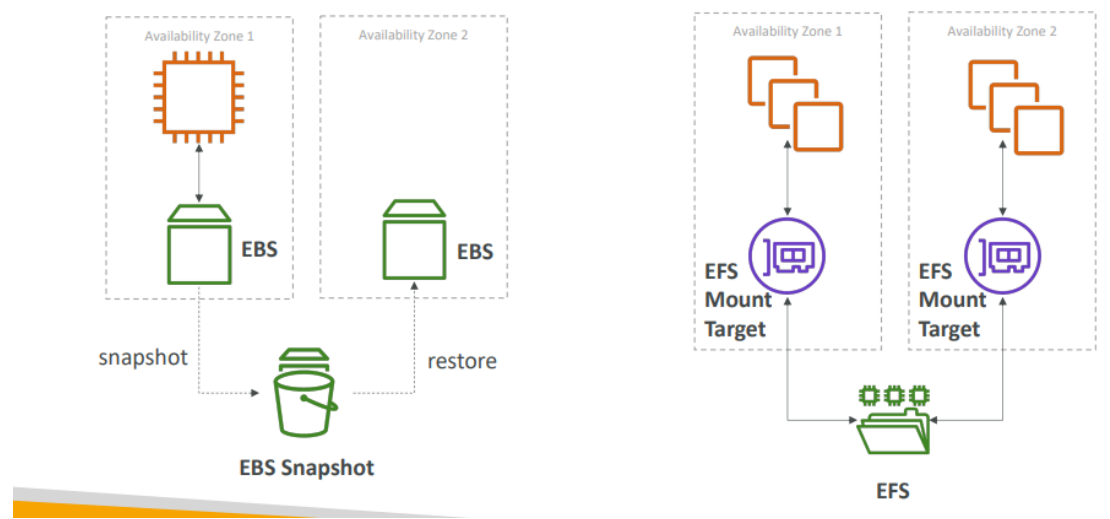 Availability Zone 1
Availability Zone 2
EBS
EBS
snapshot
restore
EBS Snapshot
Availability Zone 1
Availability Zone 2
EFS
Mount
Target
EFS
Mount
Target
EFS